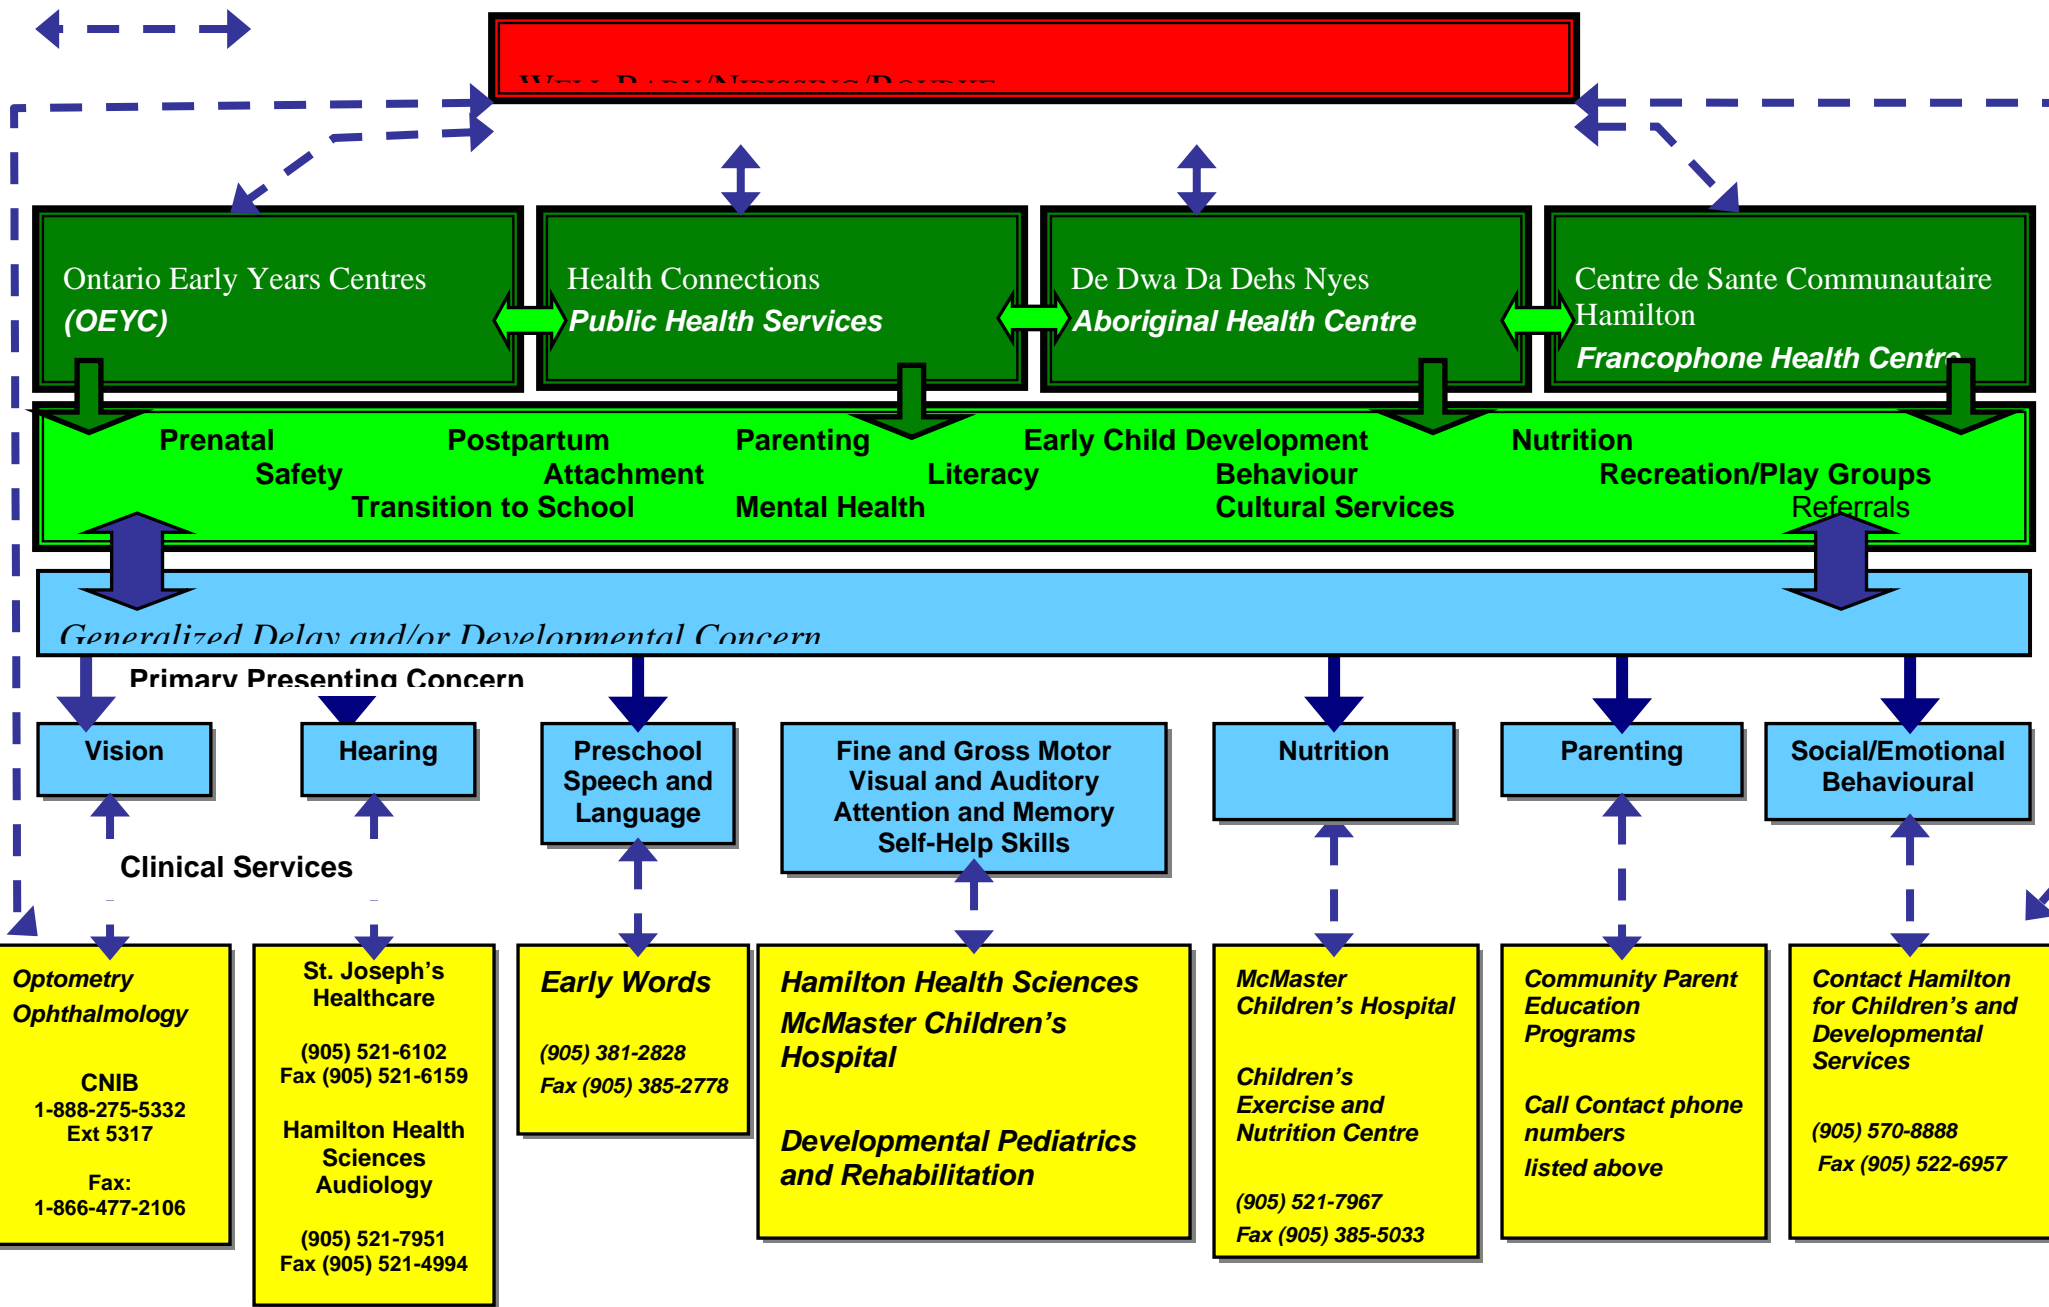 WELL BABY/NIPISSING/ROURKE
Ontario Early Years Centres
(OEYC)
Health Connections
Public Health Services
De Dwa Da Dehs Nyes
Aboriginal Health Centre
Centre de Sante Communautaire
Hamilton
Francophone Health Centre
Prenatal Postpartum Parenting Early Child Development Nutrition
Safety Attachment Literacy Behaviour Recreation/Play Groups
Transition to School Mental Health Cultural Services Referrals
Generalized Delay and/or Developmental Concern
Primary Presenting Concern
Vision
Hearing
Preschool
Speech and
Language
Fine and Gross Motor
Visual and Auditory
Attention and Memory
Self-Help Skills
Nutrition
Parenting
Social/Emotional
Behavioural
Clinical Services
Optometry
Ophthalmology
CNIB
1-888-275-5332
Ext 5317
Fax:
1-866-477-2106
St. Joseph's
Healthcare
(905) 521-6102
Fax (905) 521-6159
Hamilton Health
Sciences
Audiology
(905) 521-7951
Fax (905) 521-4994
Early Words
(905) 381-2828
Fax (905) 385-2778
Hamilton Health Sciences
McMaster Children's
Hospital
Developmental Pediatrics
and Rehabilitation
McMaster
Children's Hospital
Children's
Exercise and
Nutrition Centre
(905) 521-7967
Fax (905) 385-5033
Community Parent
Education
Programs
Call Contact phone
numbers
listed above
Contact Hamilton
for Children's and
Developmental
Services
(905) 570-8888
Fax (905) 522-6957